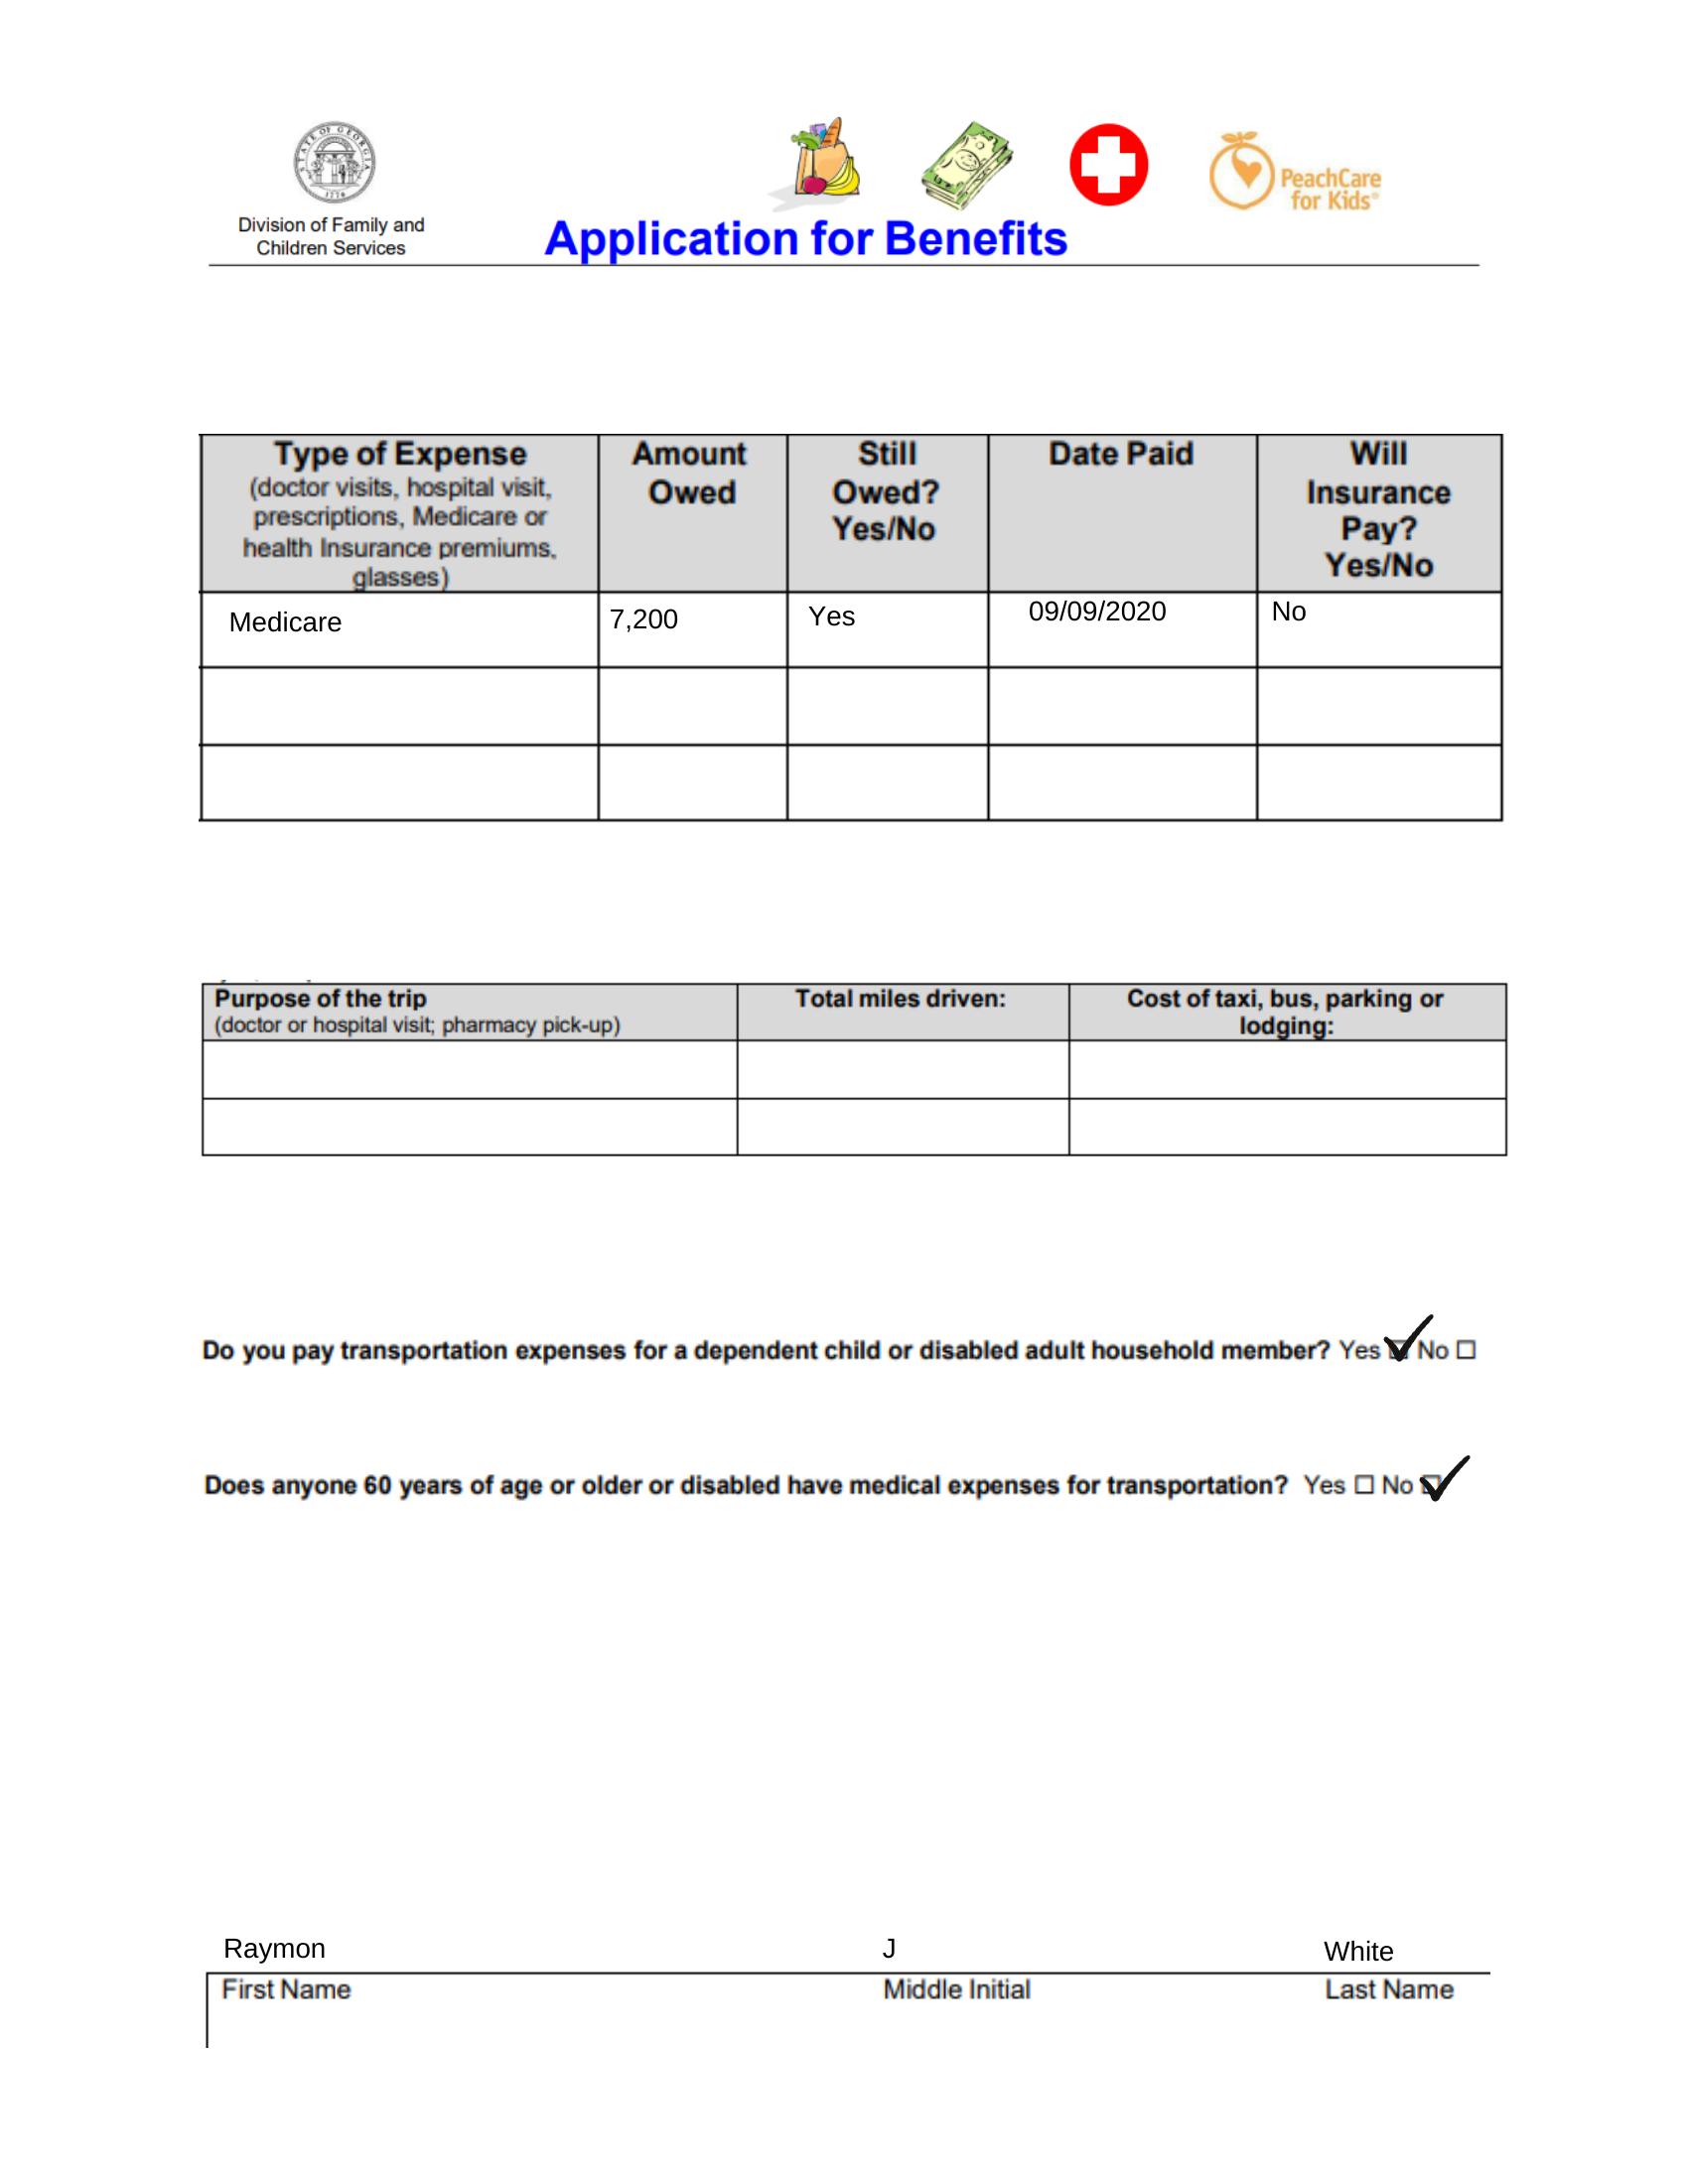 STATE OF GEORGIA
1776
Division of Family and
Children Services
Application for Benefits
PeachCare
for Kids®
Type of Expense
(doctor visits, hospital visit,
prescriptions, Medicare or
health Insurance premiums,
glasses)
Amount
Owed
Still
Owed?
Yes/No
Date Paid
Will
Insurance
Pay?
Yes/No
Medicare 7,200 Yes 09/09/2020 No
Purpose of the trip
(doctor or hospital visit; pharmacy pick-up)
Total miles driven:
Cost of taxi, bus, parking or
lodging:
Do you pay transportation expenses for a dependent child or disabled adult household member? Yes ☑ No ☐
Does anyone 60 years of age or older or disabled have medical expenses for transportation? Yes ☐ No ☑
Raymon J White
First Name Middle Initial Last Name